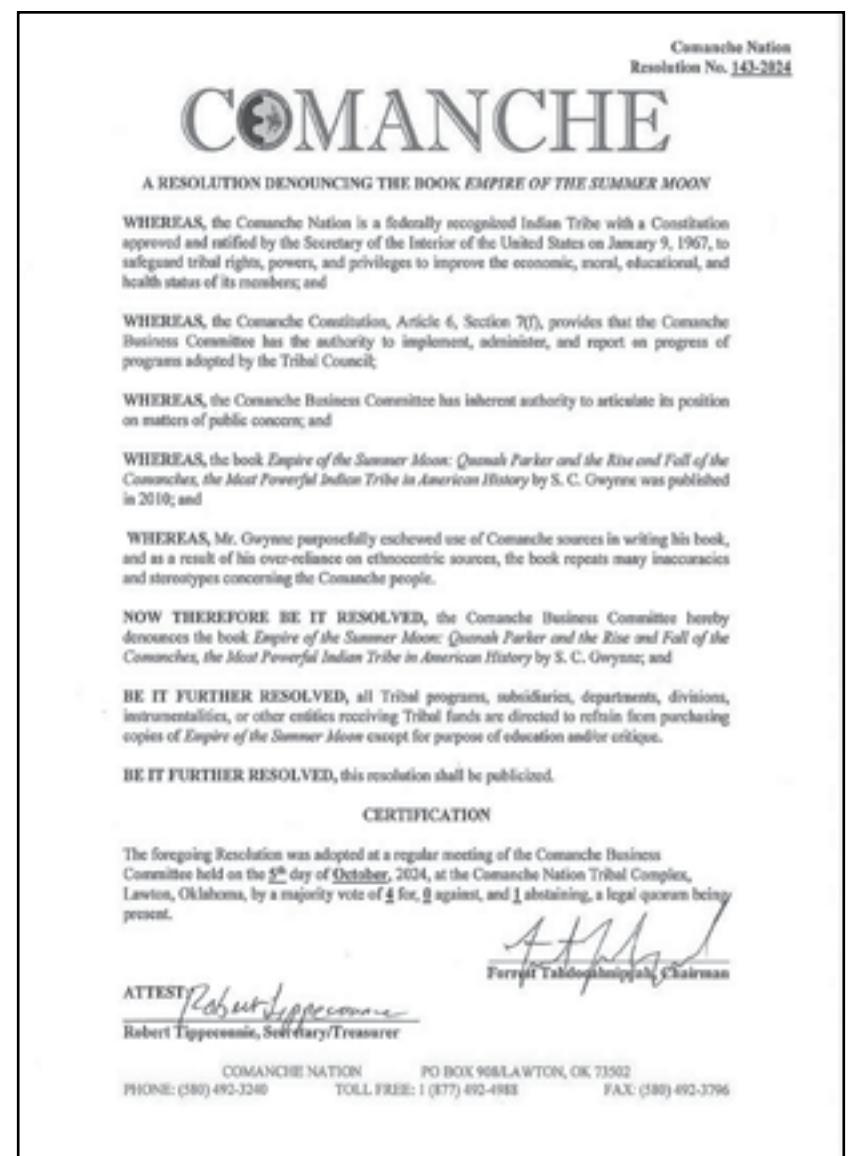 Comanche Nation
Resolution No. 143-2024
COMANCHE
A RESOLUTION DENOUNCING THE BOOK EMPIRE OF THE SUMMER MOON
WHEREAS, the Comanche Nation is a federally recognized Indian Tribe with a Constitution
approved and ratified by the Secretary of the Interior of the United States on January 9, 1967, to
safeguard tribal rights, powers, and privileges to improve the economic, moral, educational, and
health status of its members; and
WHEREAS, the Comanche Constitution, Article 6, Section 7(f), provides that the Comanche
Business Committee has the authority to implement, administer, and report on progress of
programs adopted by the Tribal Council;
WHEREAS, the Comanche Business Committee has inherent authority to articulate its position
on matters of public concern; and
WHEREAS, the book Empire of the Summer Moon: Quanah Parker and the Rise and Fall of the
Comanches, the Most Powerful Indian Tribe in American History by S. C. Gwynne was published
in 2010; and
WHEREAS, Mr. Gwynne purposefully eschewed use of Comanche sources in writing his book,
and as a result of his over-reliance on ethnocentric sources, the book repeats many inaccuracies
and stereotypes concerning the Comanche people.
NOW THEREFORE BE IT RESOLVED, the Comanche Business Committee hereby
denounces the book Empire of the Summer Moon: Quanah Parker and the Rise and Fall of the
Comanches, the Most Powerful Indian Tribe in American History by S. C. Gwynne; and
BE IT FURTHER RESOLVED, all Tribal programs, subsidiaries, departments, divisions,
instrumentalities, or other entities receiving Tribal funds are directed to refrain from purchasing
copies of Empire of the Summer Moon except for purpose of education and/or critique.
BE IT FURTHER RESOLVED, this resolution shall be publicized.
CERTIFICATION
The foregoing Resolution was adopted at a regular meeting of the Comanche Business
Committee held on the 5th day of October, 2024, at the Comanche Nation Tribal Complex,
Lawton, Oklahoma, by a majority vote of 4 for, 0 against, and 1 abstaining, a legal quorum being
present.
Forrest Tahdooahnippah, Chairman
ATTEST: Robert Tippeconnie
Robert Tippeconnie, Secretary/Treasurer
COMANCHE NATION PO BOX 908/LAWTON, OK 73502
PHONE: (580) 492-3240 TOLL FREE: 1 (877) 492-4988 FAX: (580) 492-3796